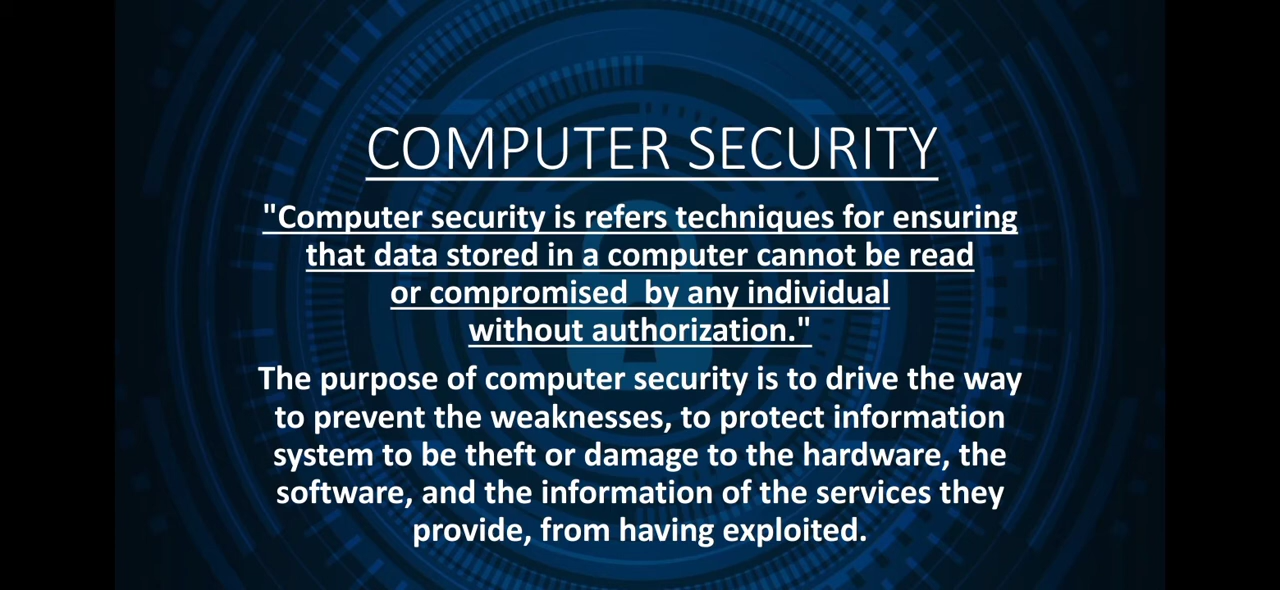 COMPUTER SECURITY
"Computer security is refers techniques for ensuring
that data stored in a computer cannot be read
or compromised  by any individual
without authorization."
The purpose of computer security is to drive the way
to prevent the weaknesses, to protect information
system to be theft or damage to the hardware, the
software, and the information of the services they
provide, from having exploited.